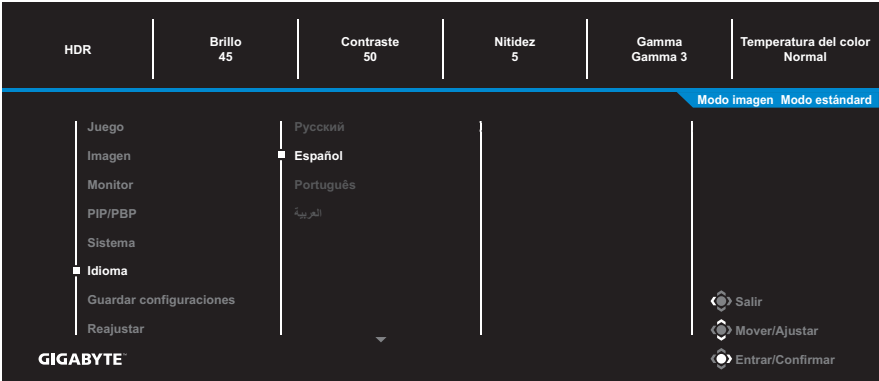 HDR
Brillo
45
Contraste
50
Nitidez
5
Gamma
Gamma 3
Temperatura del color
Normal
Modo imagen Modo estándard
Juego
Imagen
Monitor
PIP/PBP
Sistema
Idioma
Guardar configuraciones
Reajustar
Русский
Español
Português
العربية
Salir
Mover/Ajustar
Entrar/Confirmar
GIGABYTE™